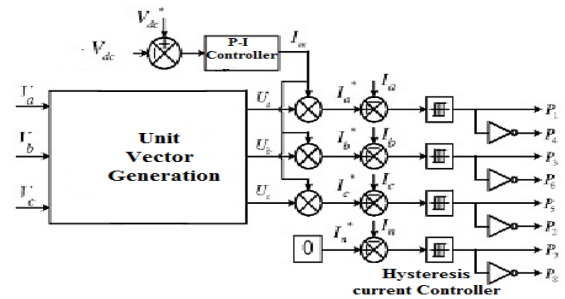 V_dc*
- V_dc
P-I
Controller
I_m
V_a
V_b
V_c
Unit
Vector
Generation
U_a
U_c
I_a* I_a
I_b* I_b
I_c* I_c
0 I_n* I_n
P_1
P_4
P_3
P_6
P_5
P_2
P_7
P_8
Hysteresis
current Controller